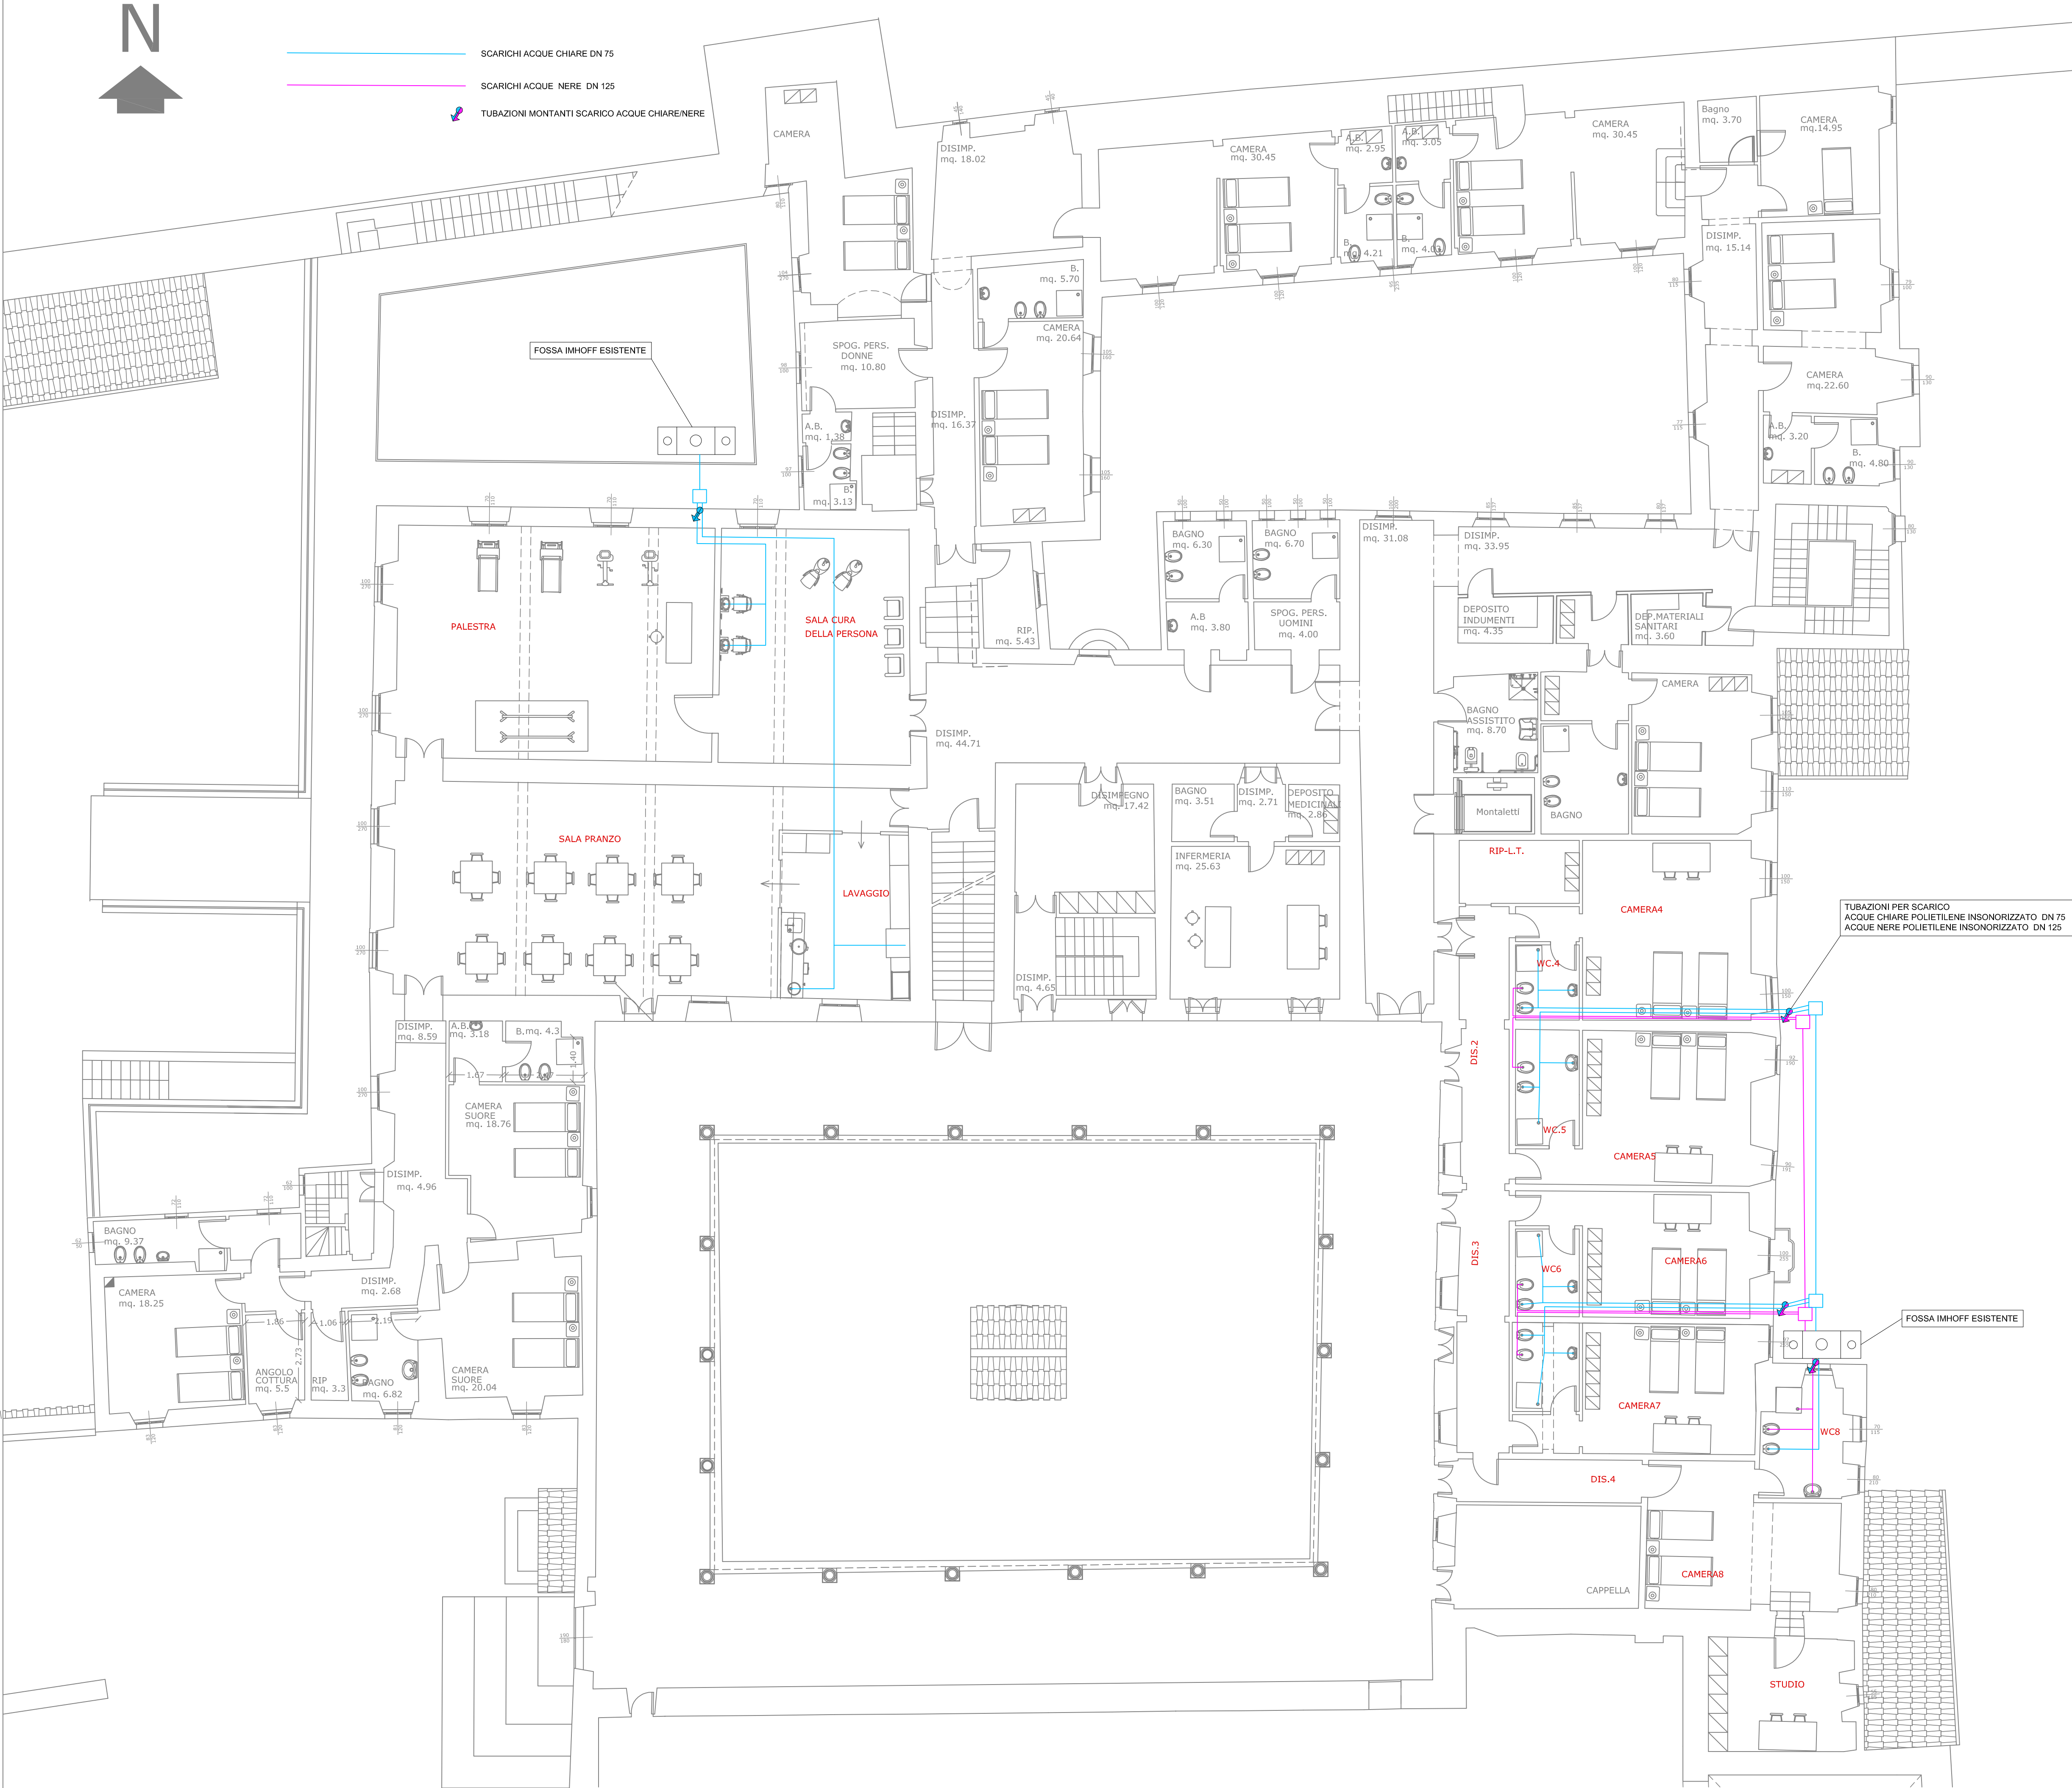 N
SCARICHI ACQUE CHIARE DN 75
SCARICHI ACQUE NERE DN 125
TUBAZIONI MONTANTI SCARICO ACQUE CHIARE/NERE
CAMERA
DISIMP.
mq. 18.02
CAMERA
mq. 30.45
A.B.
mq. 2.95
A.B.
mq. 3.05
CAMERA
mq. 30.45
Bagno
mq. 3.70
CAMERA
mq.14.95
B.
mq. 4.21
B.
mq. 4.03
DISIMP.
mq. 15.14
B.
mq. 5.70
CAMERA
mq. 20.64
FOSSA IMHOFF ESISTENTE
SPOG. PERS.
DONNE
mq. 10.80
CAMERA
mq.22.60
A.B.
mq. 1.38
DISIMP.
mq. 16.37
A.B.
mq. 3.20
B.
mq. 4.80
B.
mq. 3.13
BAGNO
mq. 6.30
BAGNO
mq. 6.70
DISIMP.
mq. 31.08
DISIMP.
mq. 33.95
PALESTRA
SALA CURA
DELLA PERSONA
RIP.
mq. 5.43
A.B
mq. 3.80
SPOG. PERS.
UOMINI
mq. 4.00
DEPOSITO
INDUMENTI
mq. 4.35
DEP.MATERIALI
SANITARI
mq. 3.60
CAMERA
BAGNO
ASSISTITO
mq. 8.70
DISIMP.
mq. 44.71
DISIMPEGNO
mq. 17.42
BAGNO
mq. 3.51
DISIMP.
mq. 2.71
DEPOSITO
MEDICINALI
mq. 2.86
Montaletti
BAGNO
SALA PRANZO
LAVAGGIO
INFERMERIA
mq. 25.63
RIP-L.T.
CAMERA4
TUBAZIONI PER SCARICO
ACQUE CHIARE POLIETILENE INSONORIZZATO DN 75
ACQUE NERE POLIETILENE INSONORIZZATO DN 125
WC.4
DISIMP.
mq. 4.65
DISIMP.
mq. 8.59
A.B.
mq. 3.18
B.mq. 4.3
1.40
1.67
DIS.2
CAMERA
SUORE
mq. 18.76
WC.5
CAMERA5
DISIMP.
mq. 4.96
BAGNO
mq. 9.37
DIS.3
WC6
CAMERA6
DISIMP.
mq. 2.68
CAMERA
mq. 18.25
1.86
1.06
2.19
2.73
FOSSA IMHOFF ESISTENTE
ANGOLO
COTTURA
mq. 5.5
RIP
mq. 3.3
BAGNO
mq. 6.82
CAMERA
SUORE
mq. 20.04
CAMERA7
WC8
DIS.4
CAMERA8
CAPPELLA
STUDIO